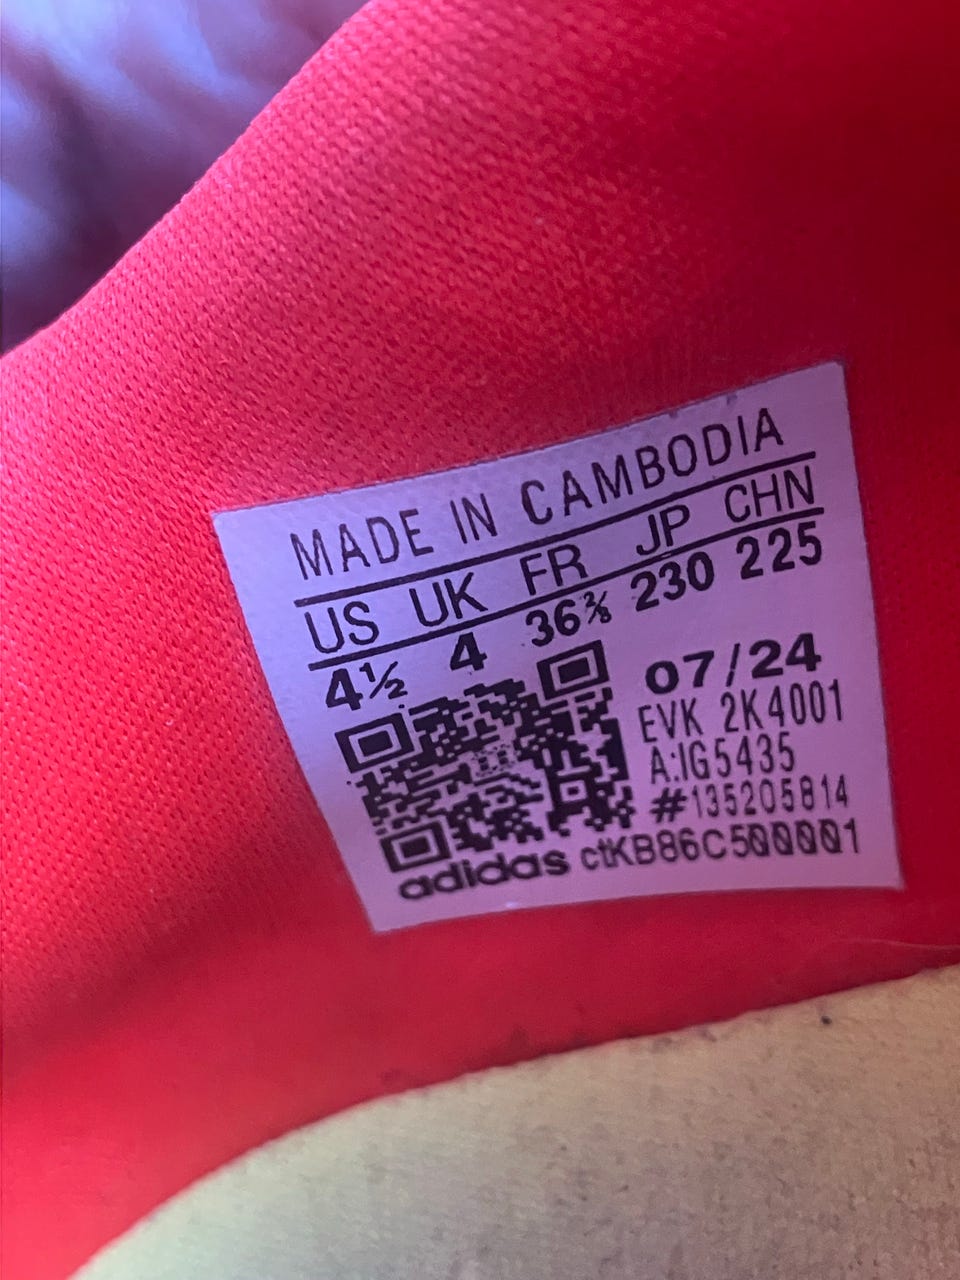 MADE IN CAMBODIA
US UK FR JP CHN
4½ 4 36⅔ 230 225
07/24
EVK 2K4001
A:IG5435
#135205814
adidas ctKB86C500001